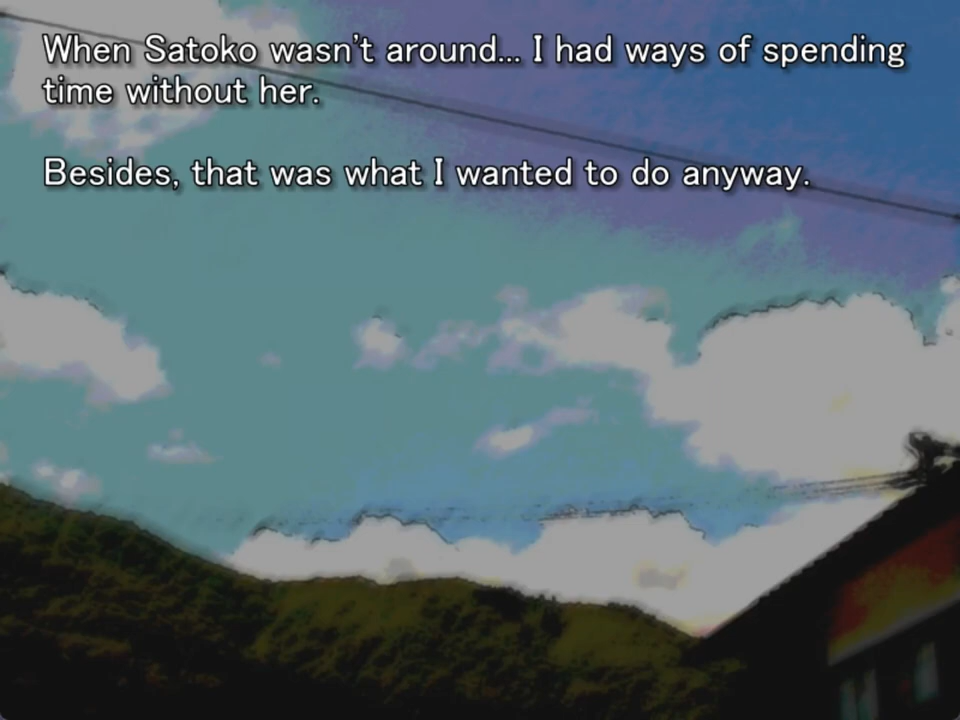 When Satoko wasn't around... I had ways of spending
time without her.
Besides, that was what I wanted to do anyway.